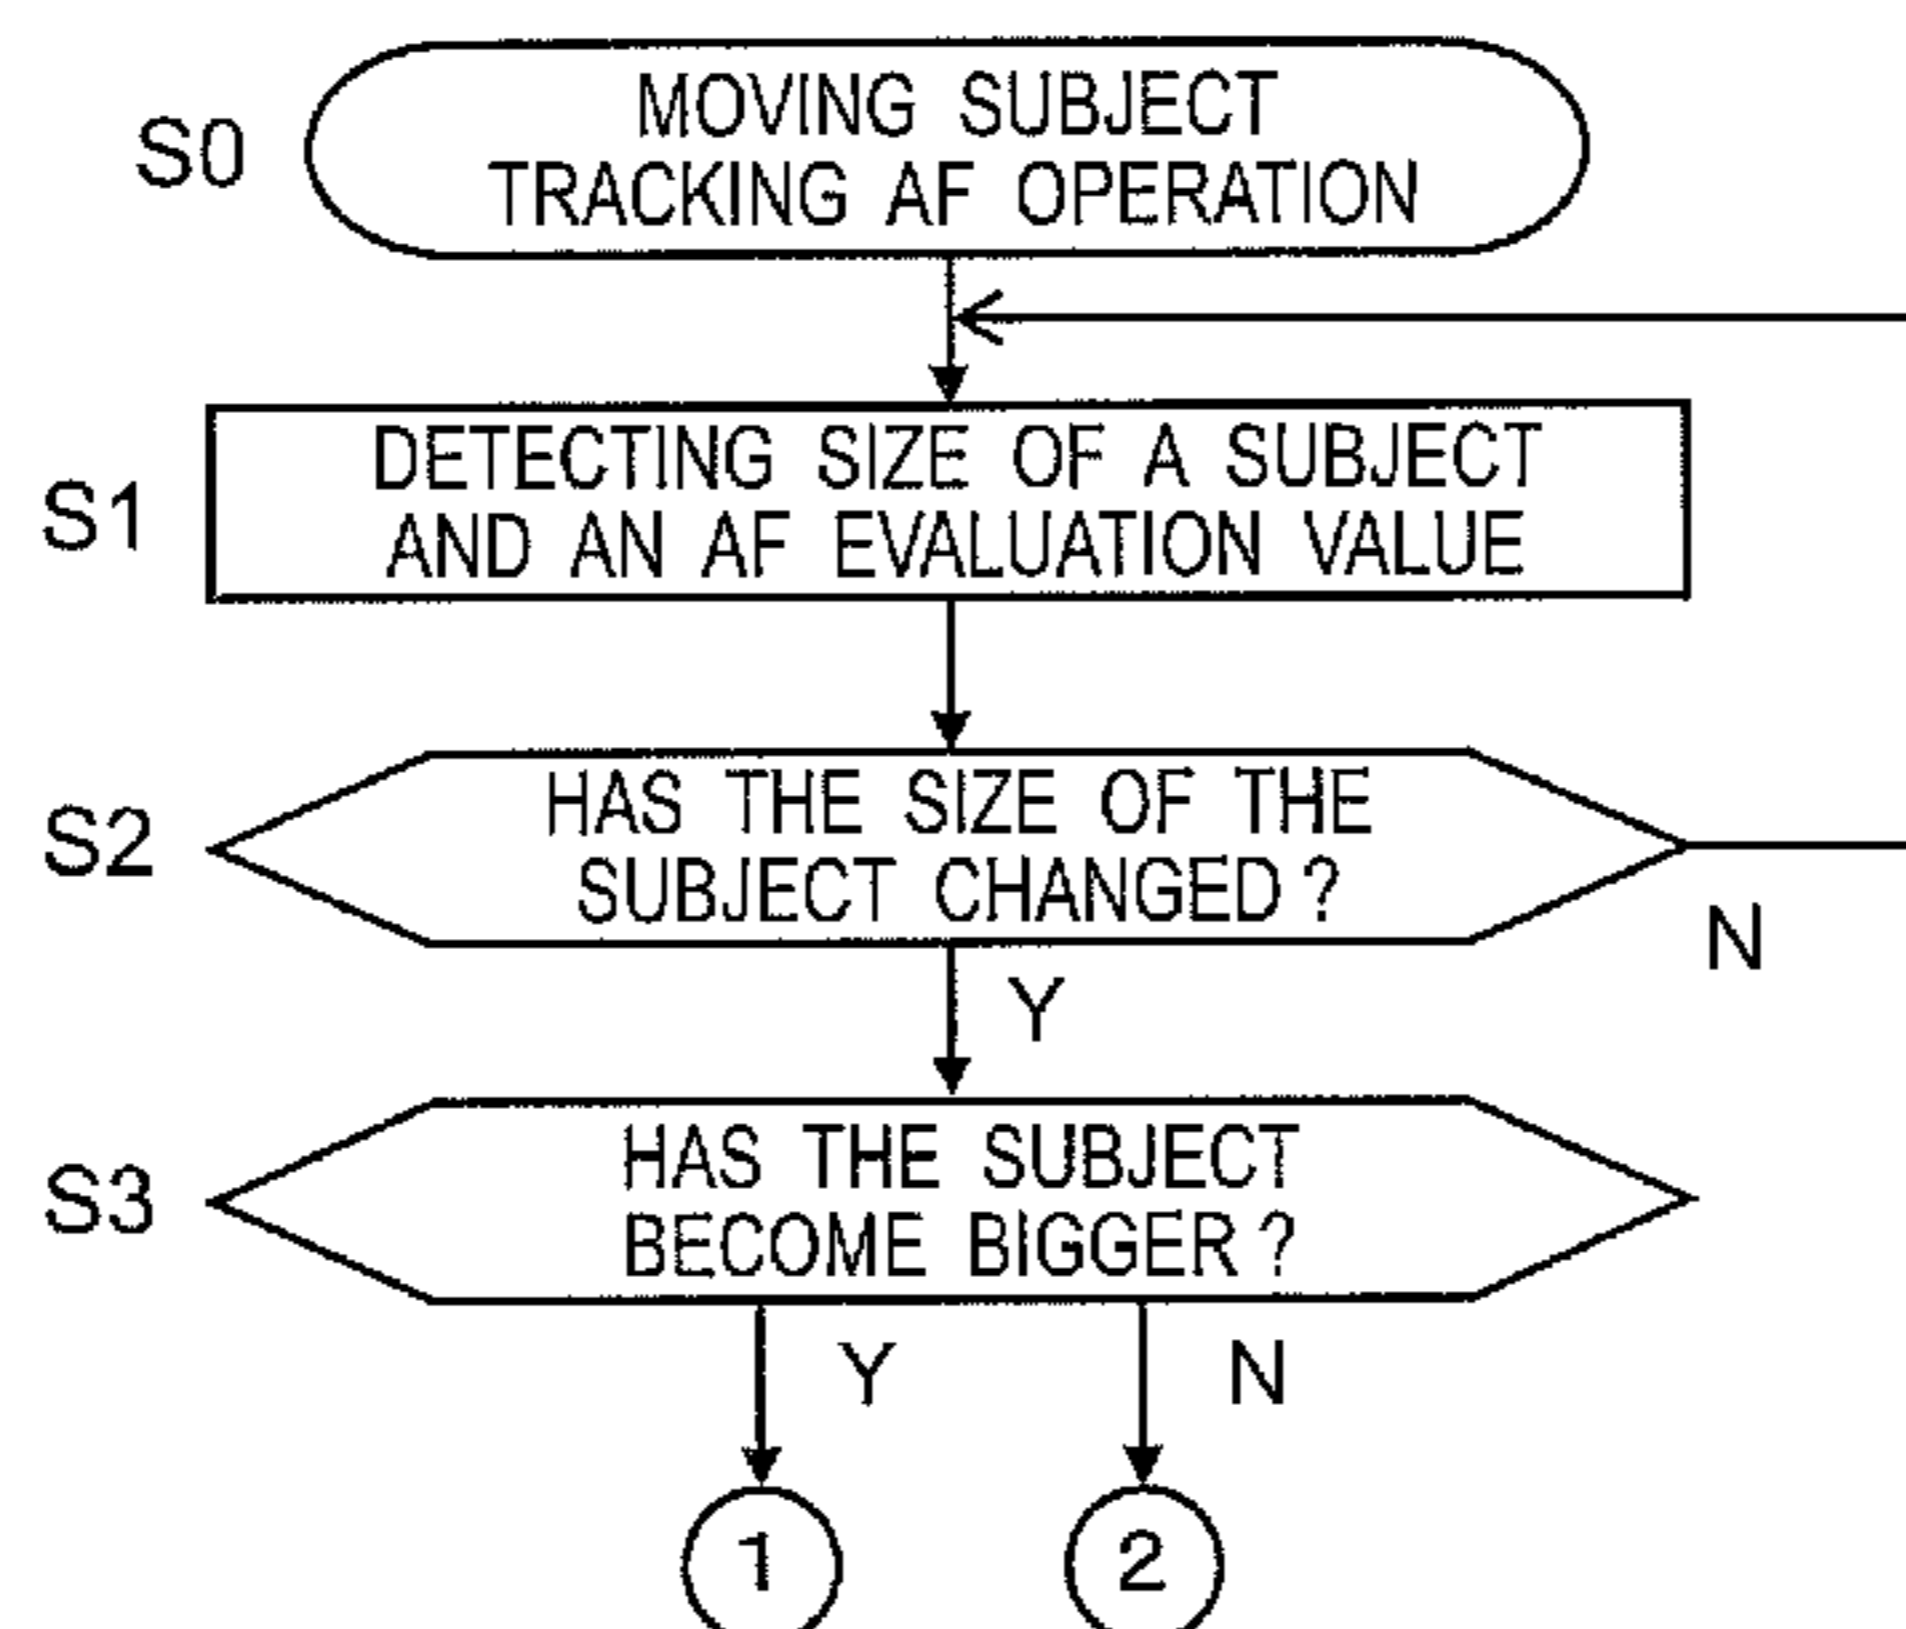 S0
MOVING SUBJECT
TRACKING AF OPERATION
S1
DETECTING SIZE OF A SUBJECT
AND AN AF EVALUATION VALUE
S2
HAS THE SIZE OF THE
SUBJECT CHANGED?
N
Y
S3
HAS THE SUBJECT
BECOME BIGGER?
Y N
1 2